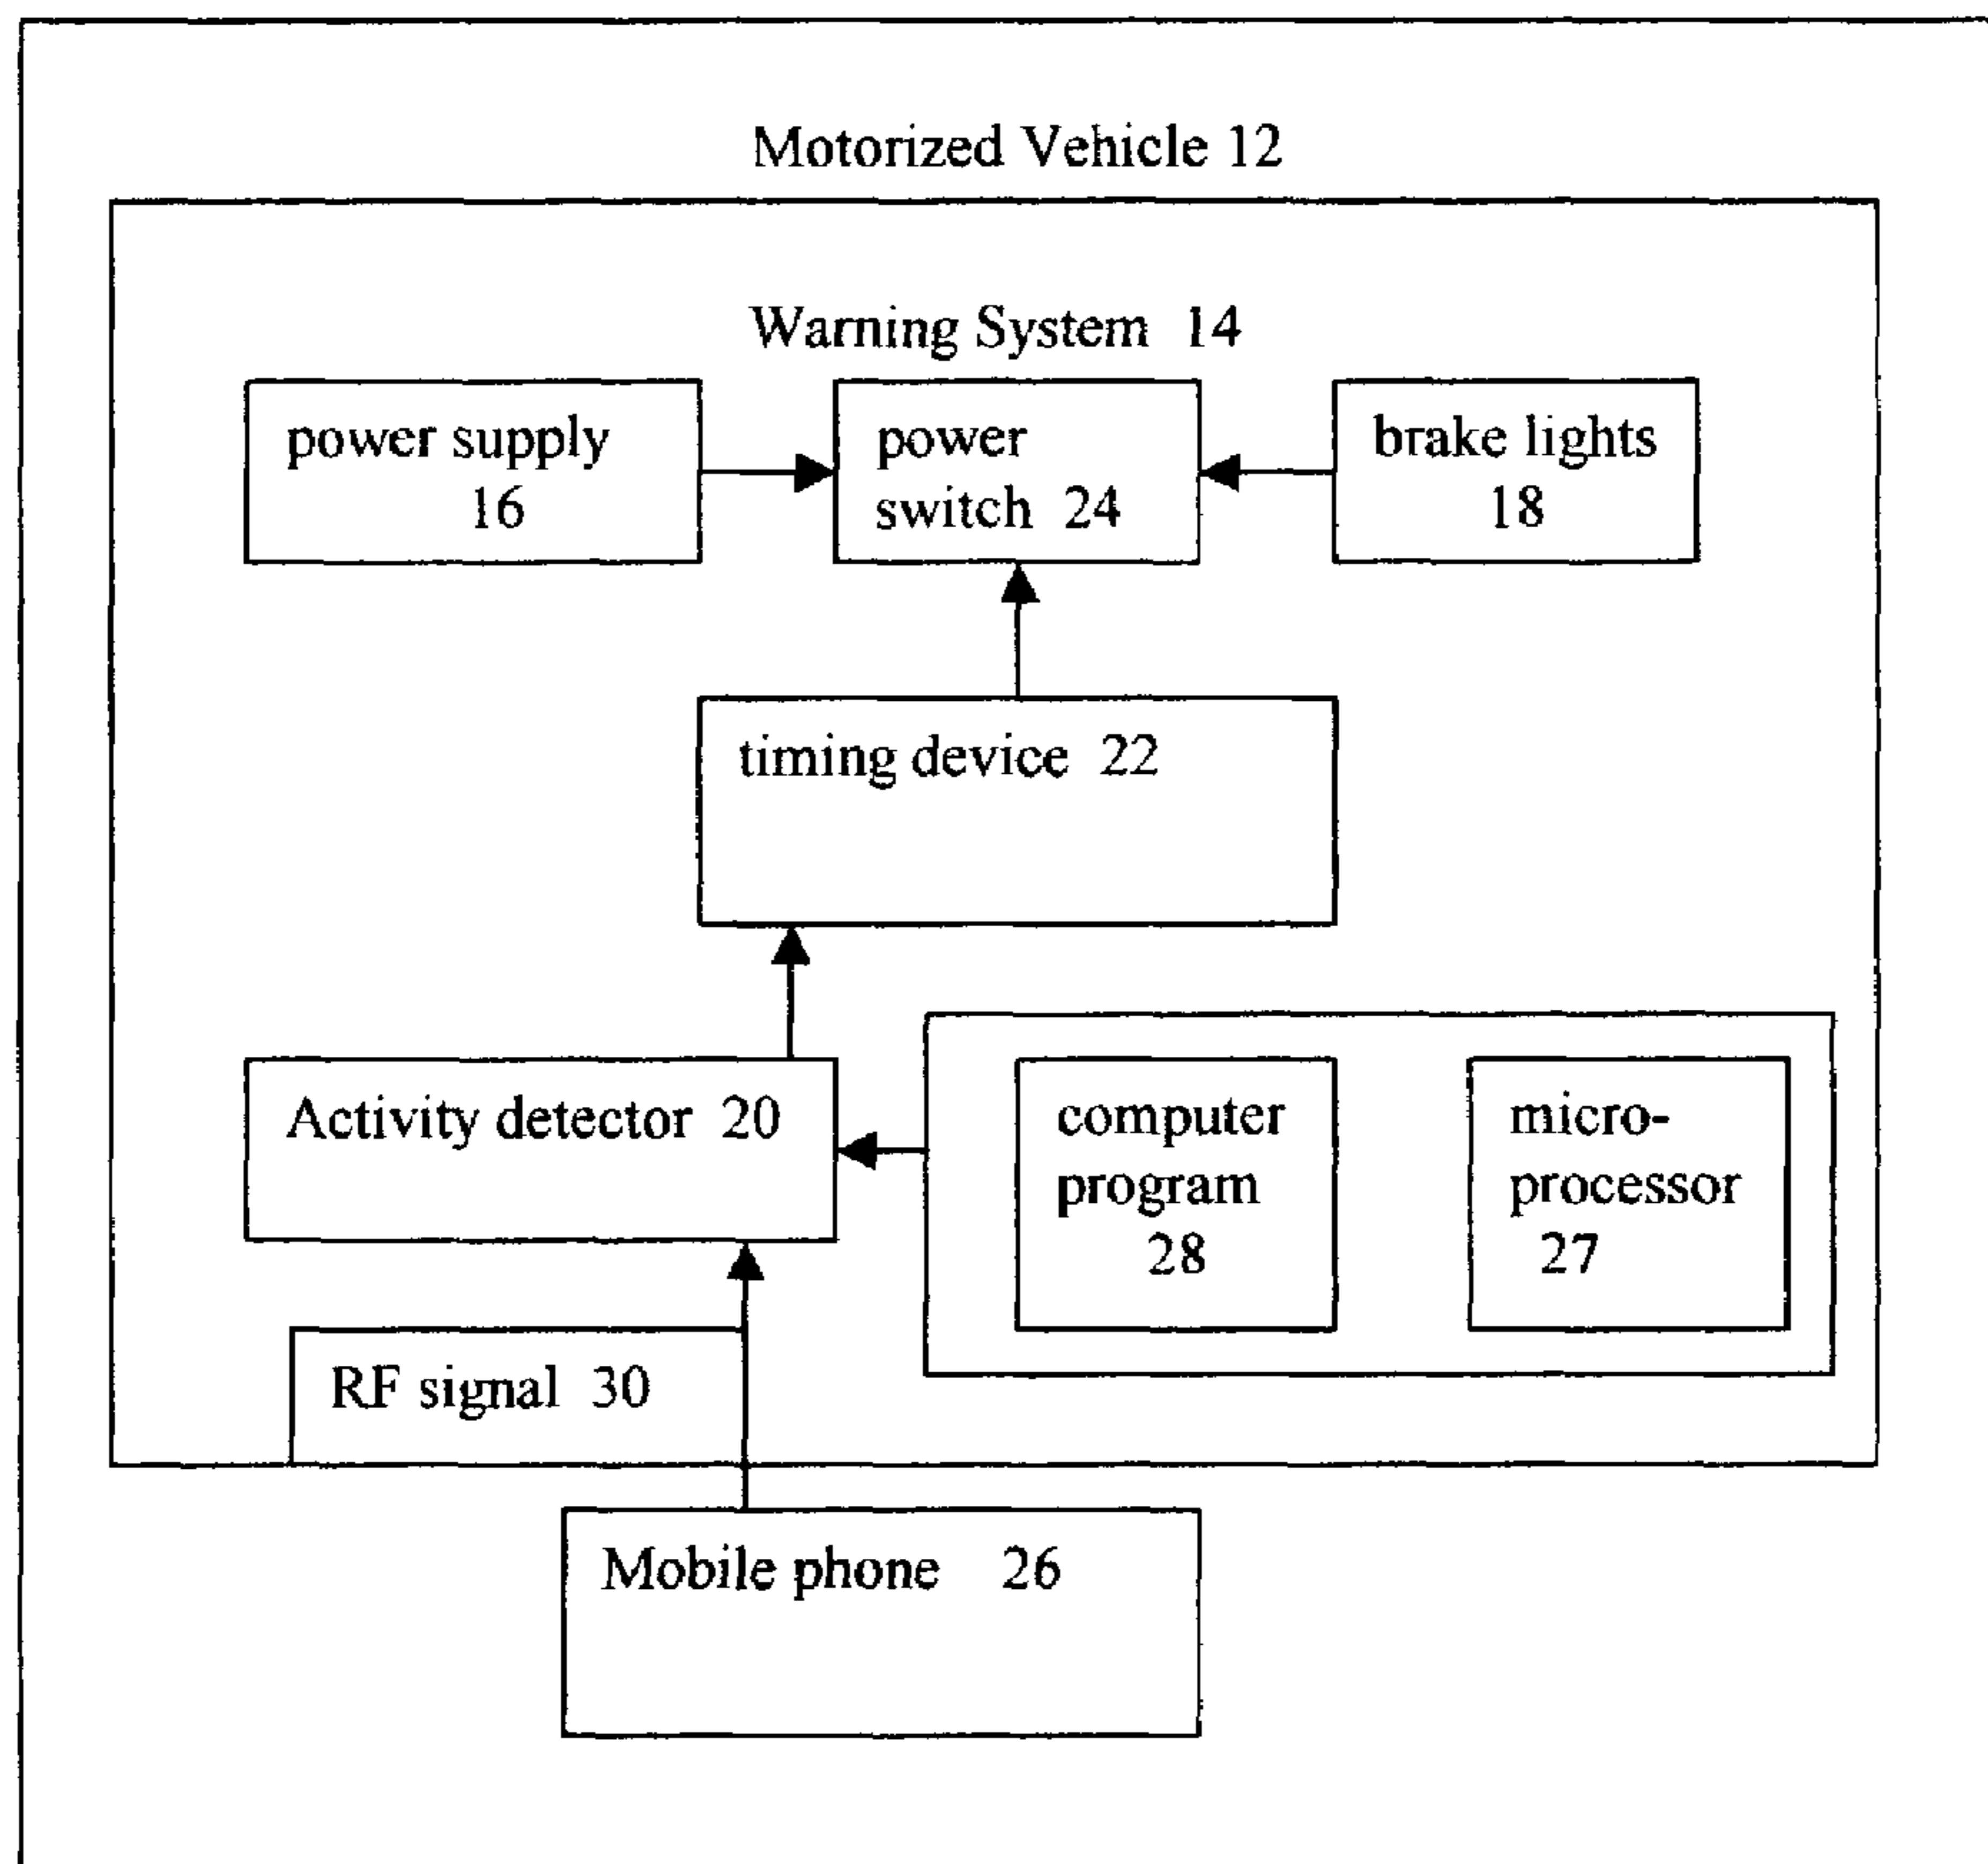 Motorized Vehicle 12
Warning System 14
power supply
16
power
switch 24
brake lights
18
timing device 22
Activity detector 20
computer
program
28
micro-
processor
27
RF signal 30
Mobile phone 26